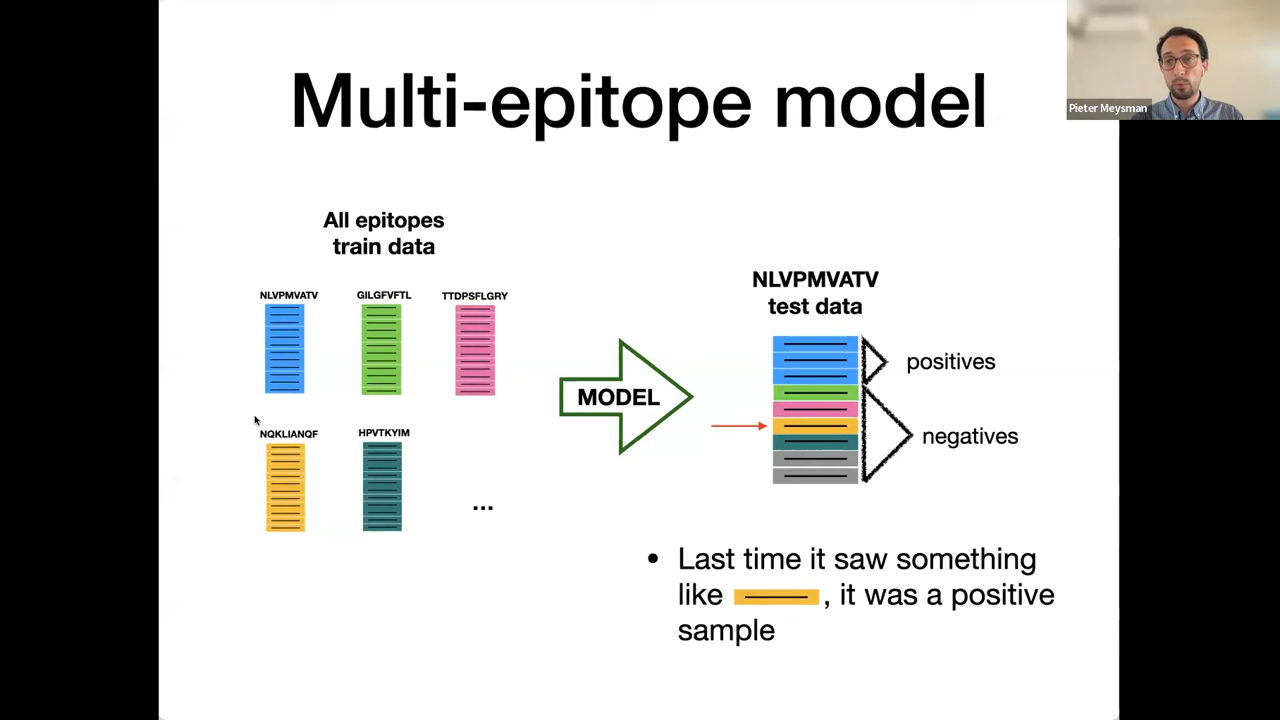 Multi-epitope model
Pieter Meysman
All epitopes
train data
NLVPMVATV
GILGFVFTL
TTDPSFLGRY
NQKLIANQF
HPVTKYIM
...
MODEL
NLVPMVATV
test data
positives
negatives
• Last time it saw something
like , it was a positive
sample